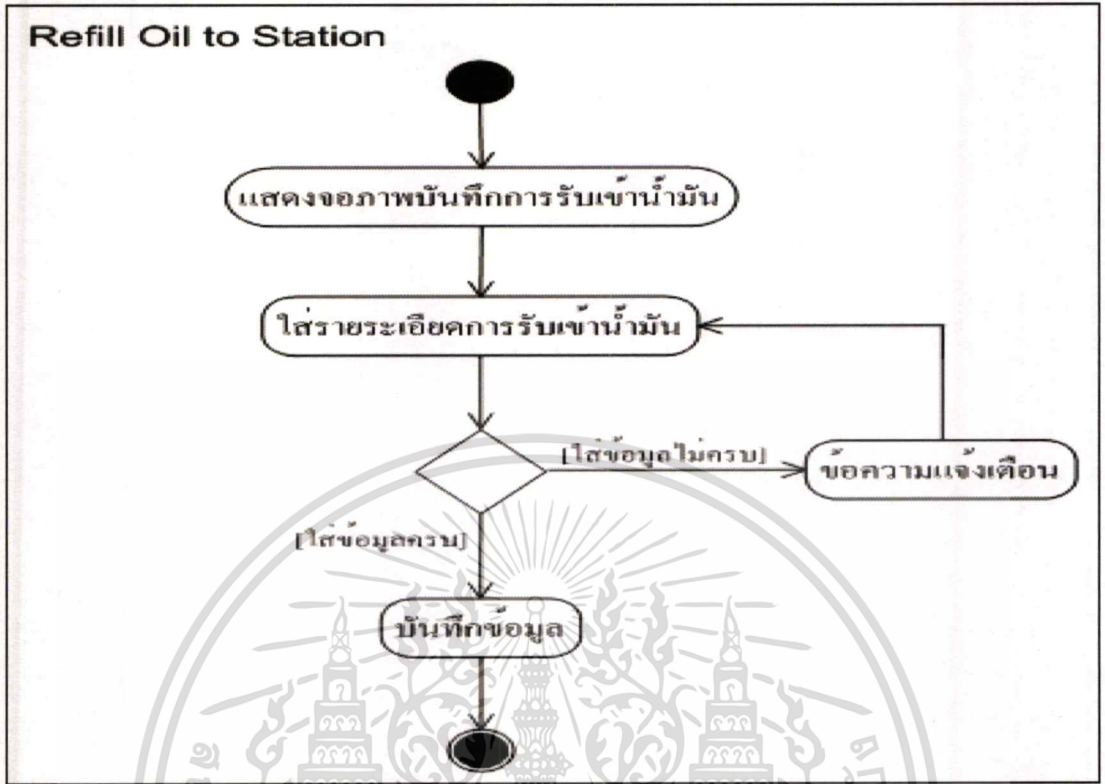 Refill Oil to Station
แสดงจอภาพบันทึกการรับเข้าน้ำมัน
ใส่รายระเอียดการรับเข้าน้ำมัน
[ใส่ข้อมูลไม่ครบ]
ข้อความแจ้งเตือน
[ใส่ข้อมูลครบ]
บันทึกข้อมูล